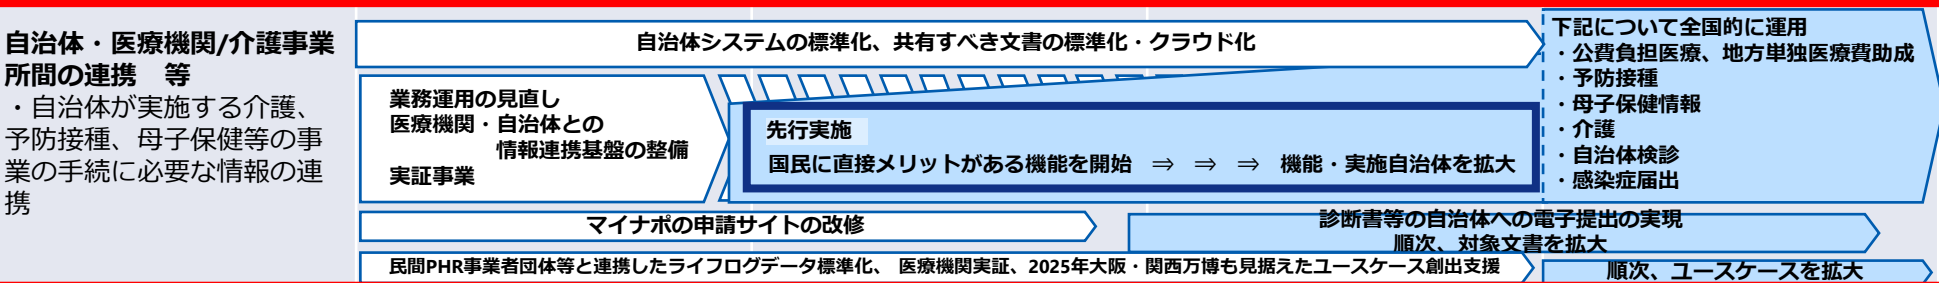 自治体・医療機関/介護事業
所間の連携　等
・自治体が実施する介護、
予防接種、母子保健等の事
業の手続に必要な情報の連
携
自治体システムの標準化、共有すべき文書の標準化・クラウド化
業務運用の見直し
医療機関・自治体との
情報連携基盤の整備
実証事業
先行実施
国民に直接メリットがある機能を開始　⇒　⇒　⇒　機能・実施自治体を拡大
下記について全国的に運用
・公費負担医療、地方単独医療費助成
・予防接種
・母子保健情報
・介護
・自治体検診
・感染症届出
マイナポの申請サイトの改修
診断書等の自治体への電子提出の実現
順次、対象文書を拡大
民間PHR事業者団体等と連携したライフログデータ標準化、 医療機関実証、2025年大阪・関西万博も見据えたユースケース創出支援
順次、ユースケースを拡大